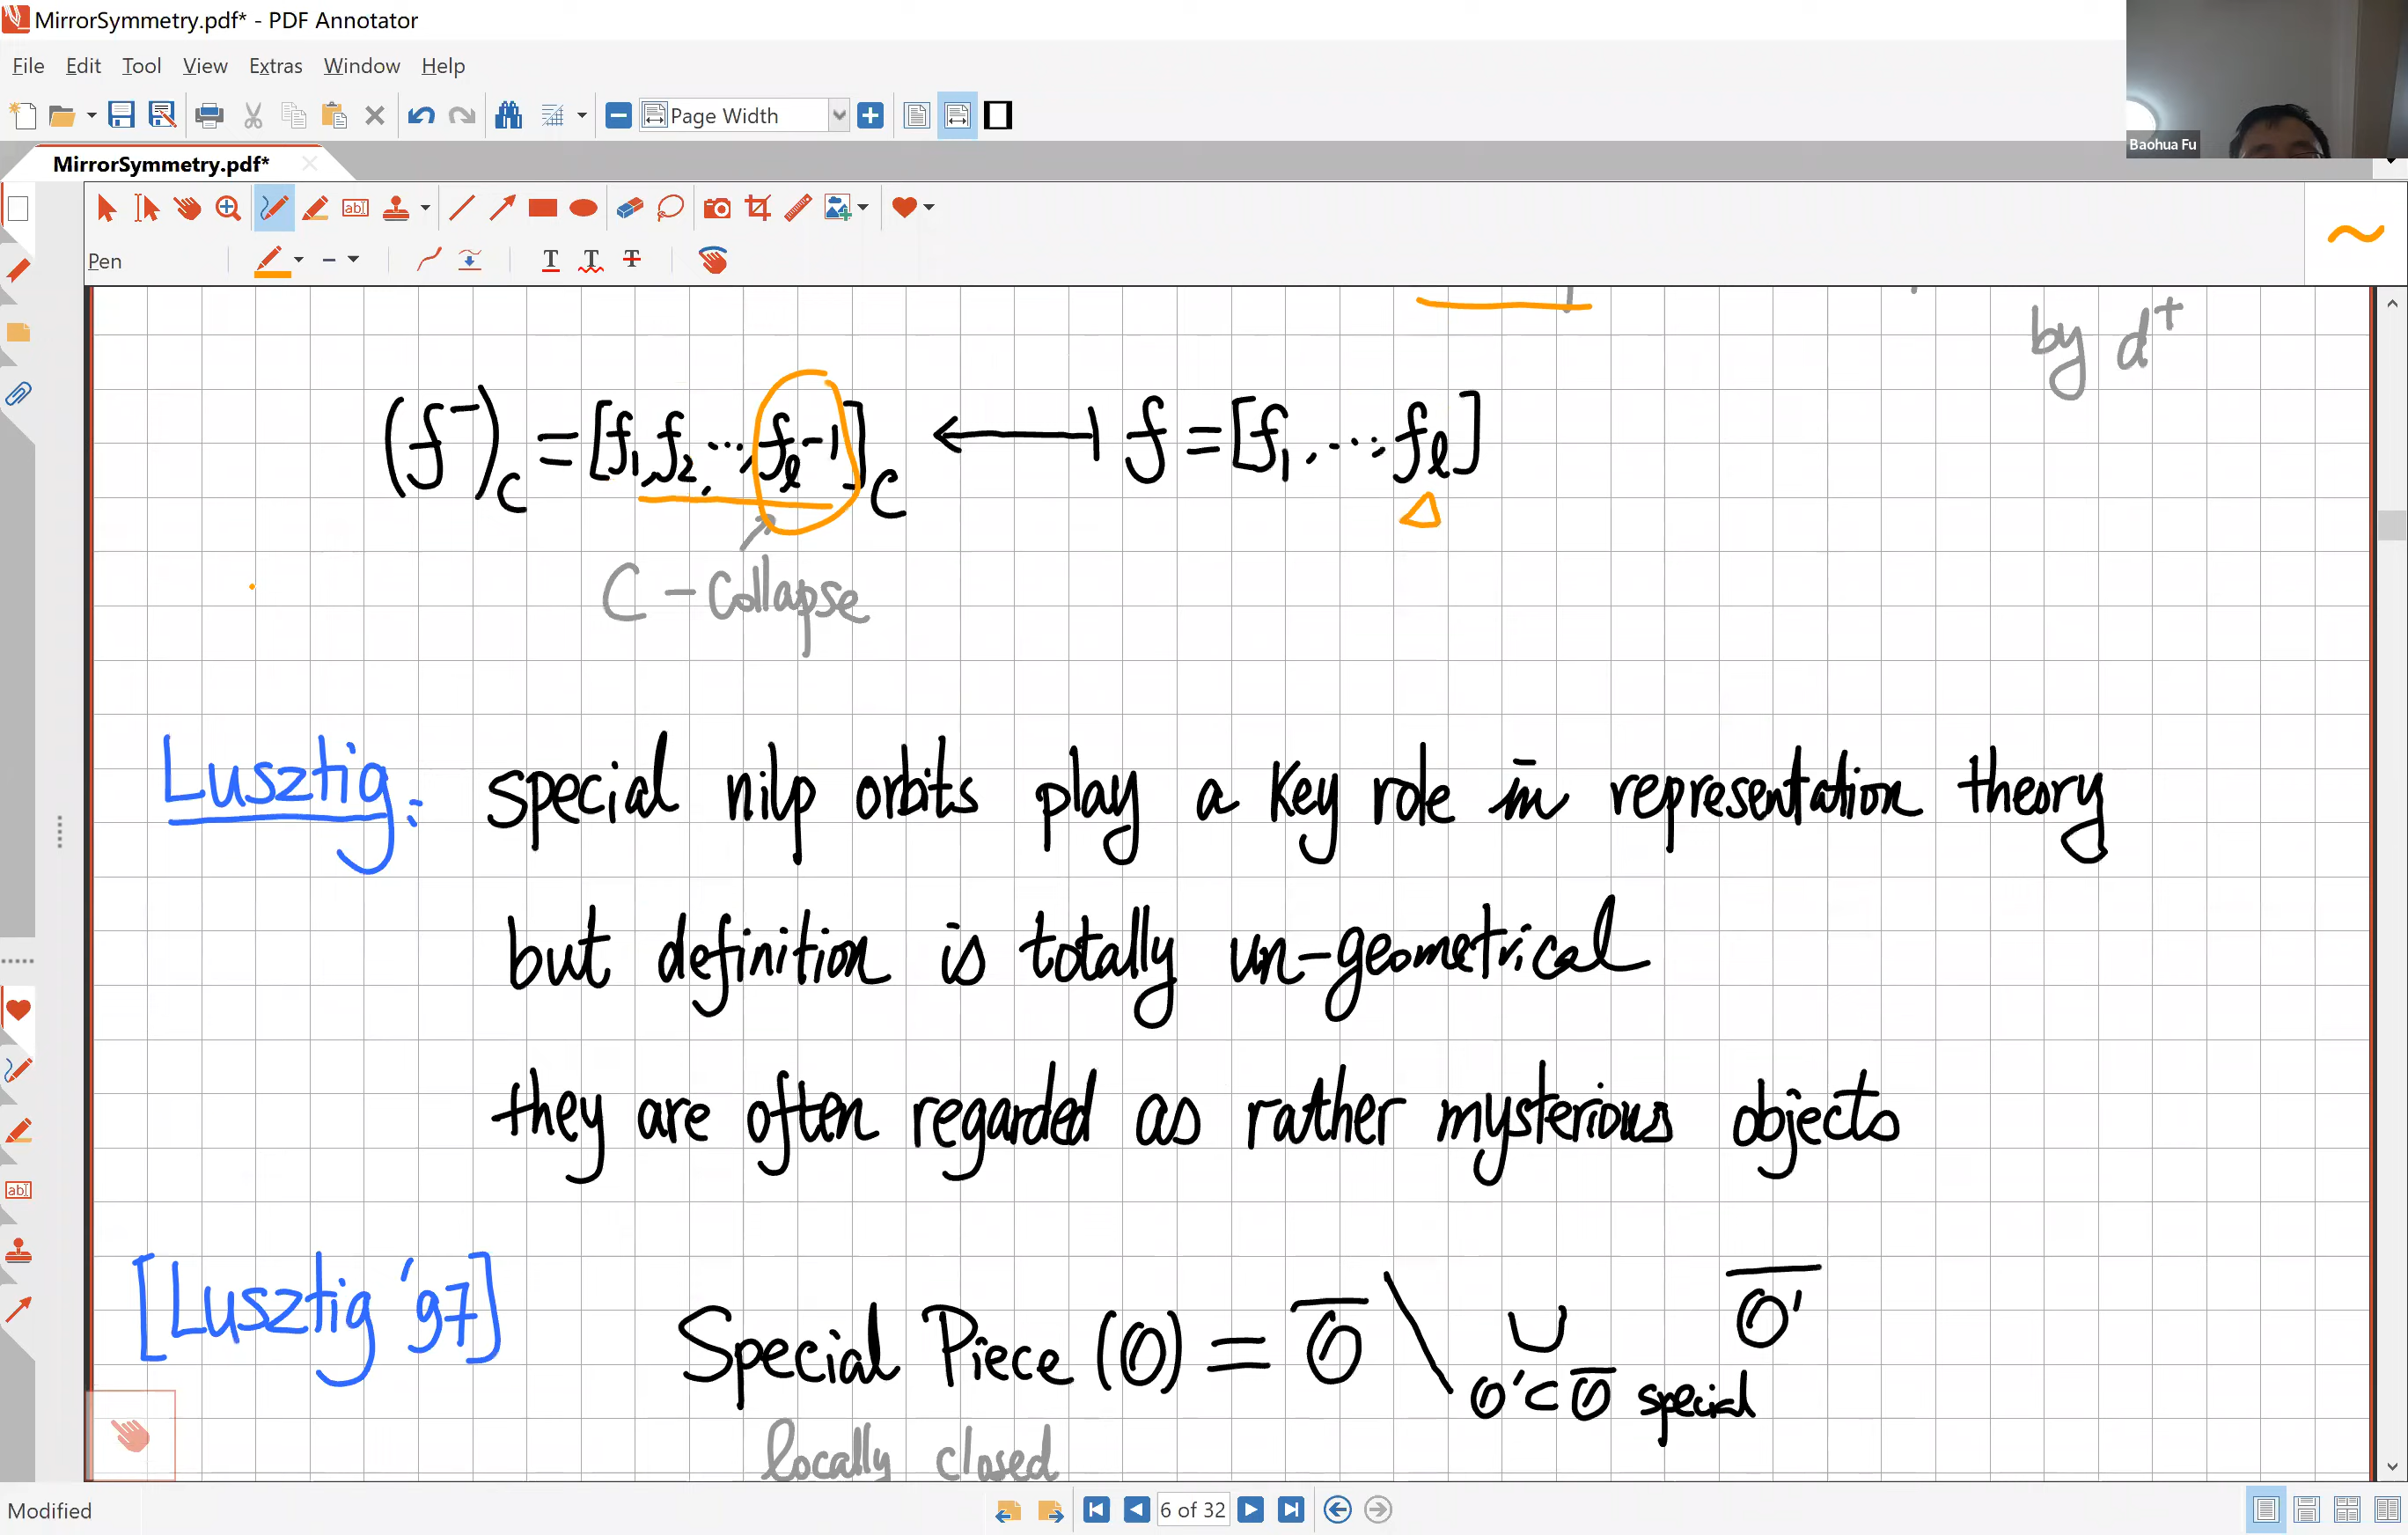 MirrorSymmetry.pdf* - PDF Annotator
File Edit Tool View Extras Window Help
Page Width
Baohua Fu
MirrorSymmetry.pdf*
Pen
by d⁺
(f⁻)_C = [f₁, f₂, ..., f_ℓ-1]_C ⟵| f = [f₁, ..., f_ℓ]
C-Collapse
Lusztig: special nilp orbits play a key role in representation theory
but definition is totally un-geometrical
they are often regarded as rather mysterious objects
[Lusztig '97] Special Piece (O) = O̅ \ ∪ O̅'
O' ⊂ O̅ special
locally closed
Modified
6 of 32